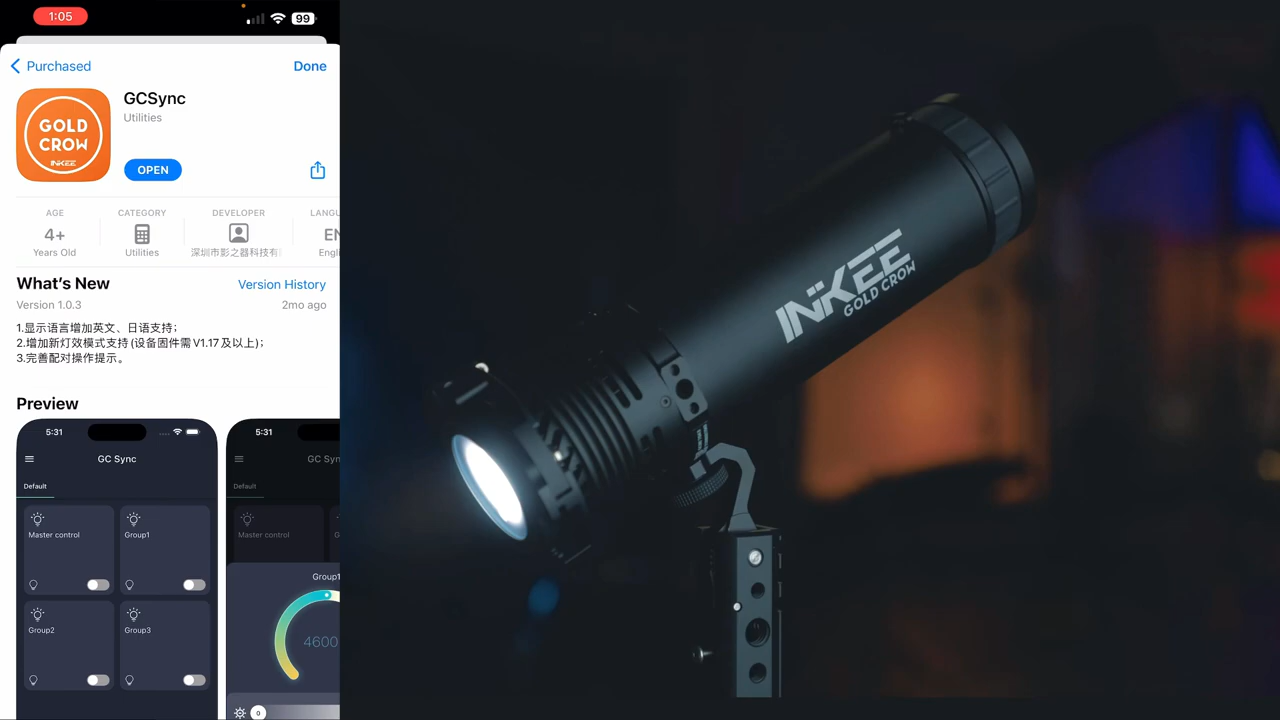 1:05
99
Purchased
Done
GOLD
CROW
INKEE
GCSync
Utilities
OPEN
AGE
CATEGORY
DEVELOPER
4+
EN
Years Old
Utilities
深圳市影之器科技有
What's New
Version History
Version 1.0.3
2mo ago
1.显示语言增加英文、日语支持;
2.增加新灯效模式支持(设备固件需V1.17及以上);
3.完善配对操作提示。
Preview
5:31
GC Sync
Default
Master control
Group1
Group2
Group3
5:31
Default
Master control
Group1
4600
0
INKEE
GOLD CROW